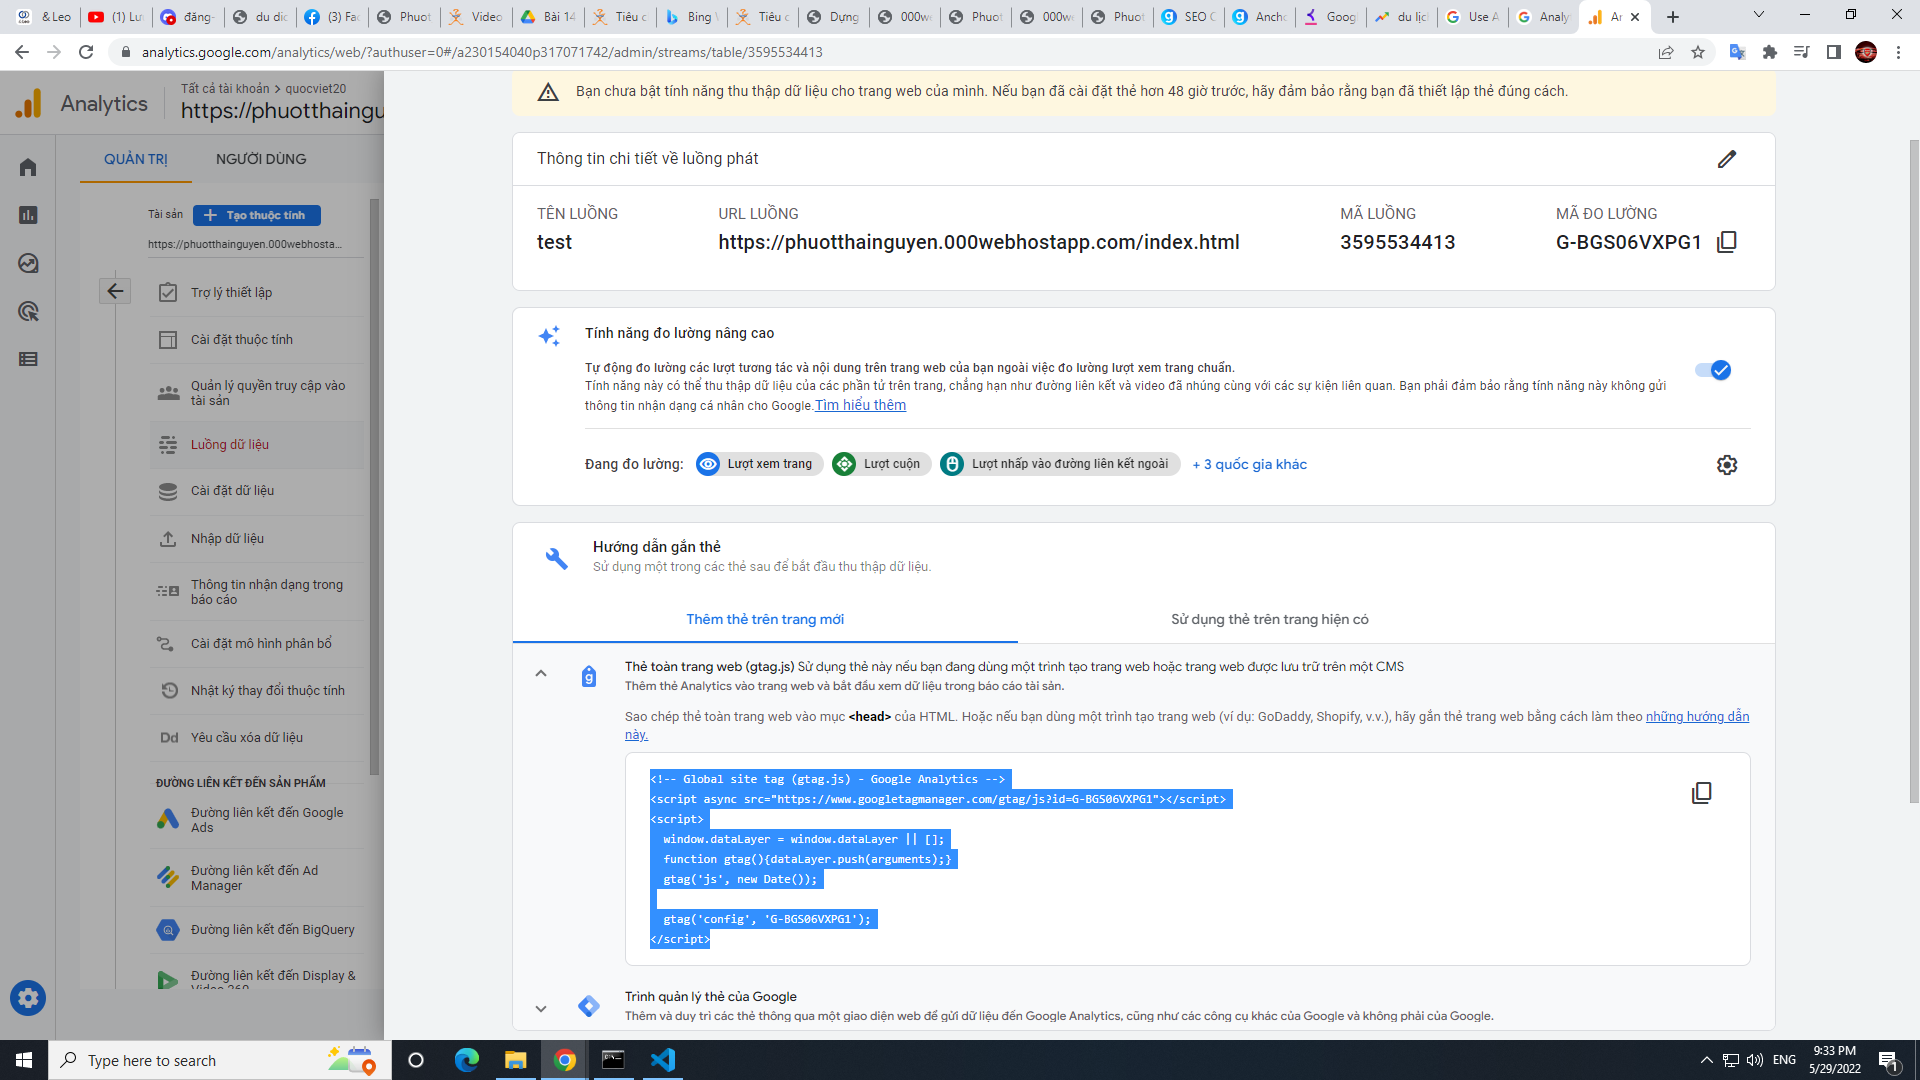 & Leo
(1) Lu
đăng-
du dic
(3) Fac
Phuot
Video
Bài 14
Tiêu c
Bing W
Tiêu c
Dựng
000we
Phuot
000we
Phuot
SEO C
Ancho
Goog
du lịch
Use A
Analy
An
analytics.google.com/analytics/web/?authuser=0#/a230154040p317071742/admin/streams/table/3595534413
Analytics
Tất cả tài khoản > quocviet20
https://phuotthaingu
QUẢN TRỊ
NGƯỜI DÙNG
Tài sản
Tạo thuộc tính
https://phuotthainguyen.000webhosta...
Trợ lý thiết lập
Cài đặt thuộc tính
Quản lý quyền truy cập vào
tài sản
Luồng dữ liệu
Cài đặt dữ liệu
Nhập dữ liệu
Thông tin nhận dạng trong
báo cáo
Cài đặt mô hình phân bổ
Nhật ký thay đổi thuộc tính
Dd Yêu cầu xóa dữ liệu
ĐƯỜNG LIÊN KẾT ĐẾN SẢN PHẨM
Đường liên kết đến Google
Ads
Đường liên kết đến Ad
Manager
Đường liên kết đến BigQuery
Đường liên kết đến Display &
Video 360
Bạn chưa bật tính năng thu thập dữ liệu cho trang web của mình. Nếu bạn đã cài đặt thẻ hơn 48 giờ trước, hãy đảm bảo rằng bạn đã thiết lập thẻ đúng cách.
Thông tin chi tiết về luồng phát
TÊN LUỒNG
URL LUỒNG
MÃ LUỒNG
MÃ ĐO LƯỜNG
test
https://phuotthainguyen.000webhostapp.com/index.html
3595534413
G-BGS06VXPG1
Tính năng đo lường nâng cao
Tự động đo lường các lượt tương tác và nội dung trên trang web của bạn ngoài việc đo lường lượt xem trang chuẩn.
Tính năng này có thể thu thập dữ liệu của các phần tử trên trang, chẳng hạn như đường liên kết và video đã nhúng cùng với các sự kiện liên quan. Bạn phải đảm bảo rằng tính năng này không gửi
thông tin nhận dạng cá nhân cho Google.Tìm hiểu thêm
Đang đo lường:
Lượt xem trang
Lượt cuộn
Lượt nhấp vào đường liên kết ngoài
+ 3 quốc gia khác
Hướng dẫn gắn thẻ
Sử dụng một trong các thẻ sau để bắt đầu thu thập dữ liệu.
Thêm thẻ trên trang mới
Sử dụng thẻ trên trang hiện có
Thẻ toàn trang web (gtag.js) Sử dụng thẻ này nếu bạn đang dùng một trình tạo trang web hoặc trang web được lưu trữ trên một CMS
Thêm thẻ Analytics vào trang web và bắt đầu xem dữ liệu trong báo cáo tài sản.
Sao chép thẻ toàn trang web vào mục <head> của HTML. Hoặc nếu bạn dùng một trình tạo trang web (ví dụ: GoDaddy, Shopify, v.v.), hãy gắn thẻ trang web bằng cách làm theo những hướng dẫn
này.
<!-- Global site tag (gtag.js) - Google Analytics -->
<script async src="https://www.googletagmanager.com/gtag/js?id=G-BGS06VXPG1"></script>
<script>
window.dataLayer = window.dataLayer || [];
function gtag(){dataLayer.push(arguments);}
gtag('js', new Date());
gtag('config', 'G-BGS06VXPG1');
</script>
Trình quản lý thẻ của Google
Thêm và duy trì các thẻ thông qua một giao diện web để gửi dữ liệu đến Google Analytics, cũng như các công cụ khác của Google và không phải của Google.
Type here to search
ENG
9:33 PM
5/29/2022
1